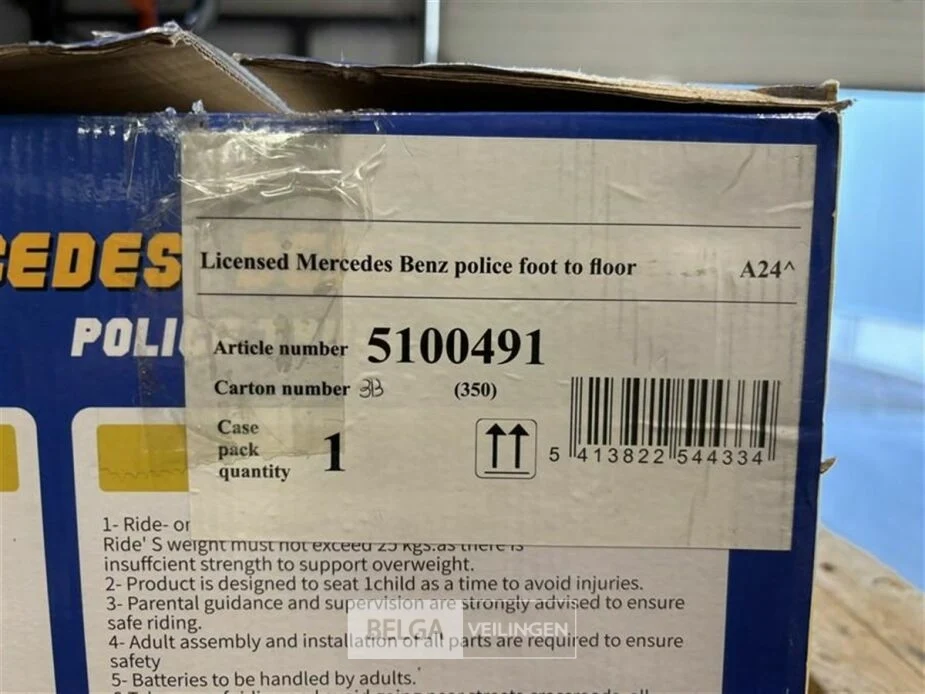 CEDES
Licensed Mercedes Benz police foot to floor A24^
POLI
Article number 5100491
Carton number 33 (350)
Case
pack
quantity 1
5 413822 544334
1- Ride- or
Ride' S weight must not exceed 25 kgs.as there is
insuffcient strength to support overweight.
2- Product is designed to seat 1child as a time to avoid injuries.
3- Parental guidance and supervision are strongly advised to ensure
safe riding.
4- Adult assembly and installation of all parts are required to ensure
safety
5- Batteries to be handled by adults.
BELGA VEILINGEN